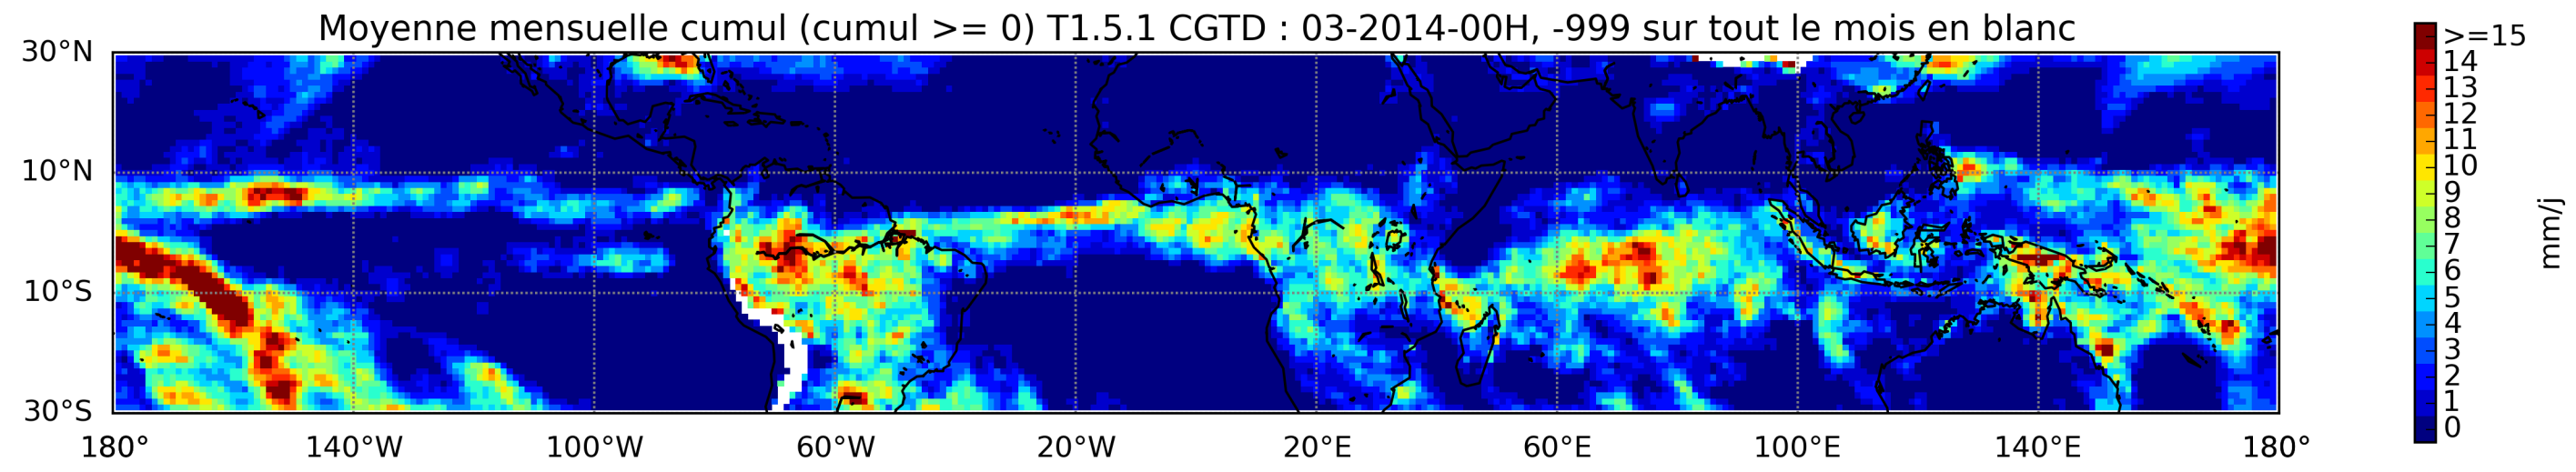 Moyenne mensuelle cumul (cumul >= 0) T1.5.1 CGTD : 03-2014-00H, -999 sur tout le mois en blanc
30°N
10°N
10°S
30°S
180° 140°W 100°W 60°W 20°W 20°E 60°E 100°E 140°E 180°
>=15
14
13
12
11
10
9
8
7
6
5
4
3
2
1
0
mm/j